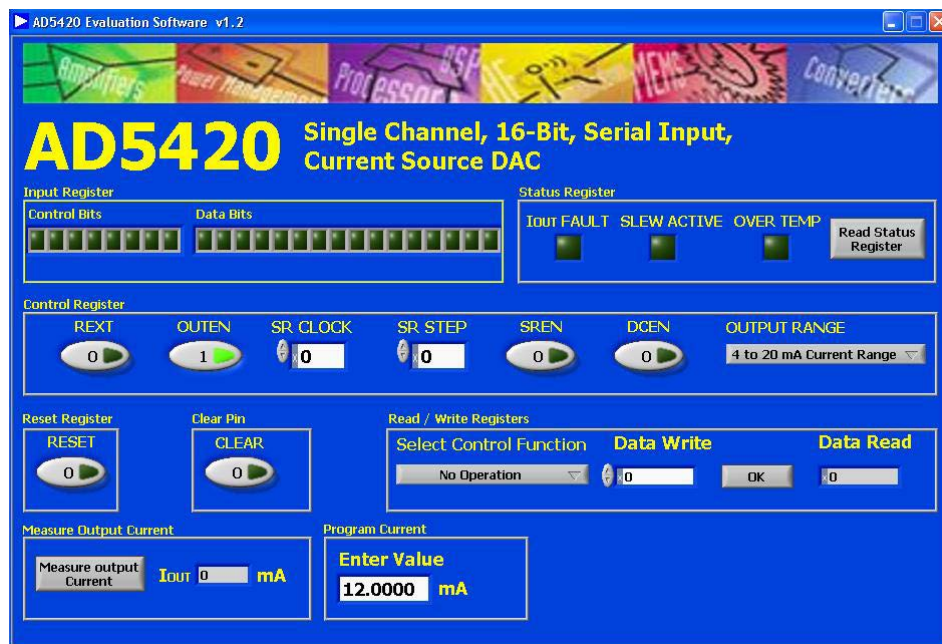 AD5420 Evaluation Software v1.2
Amplifiers Power Management Processors DSP MEMS Converters
AD5420 Single Channel, 16-Bit, Serial Input,
Current Source DAC
Input Register
Control Bits Data Bits
Status Register
IOUT FAULT SLEW ACTIVE OVER TEMP
Read Status
Register
Control Register
REXT OUTEN SR CLOCK SR STEP SREN DCEN OUTPUT RANGE
0 1 x0 x0 0 0 4 to 20 mA Current Range
Reset Register
RESET
0
Clear Pin
CLEAR
0
Read / Write Registers
Select Control Function Data Write Data Read
No Operation x0 OK x0
Measure Output Current
Measure output
Current
IOUT 0 mA
Program Current
Enter Value
12.0000 mA